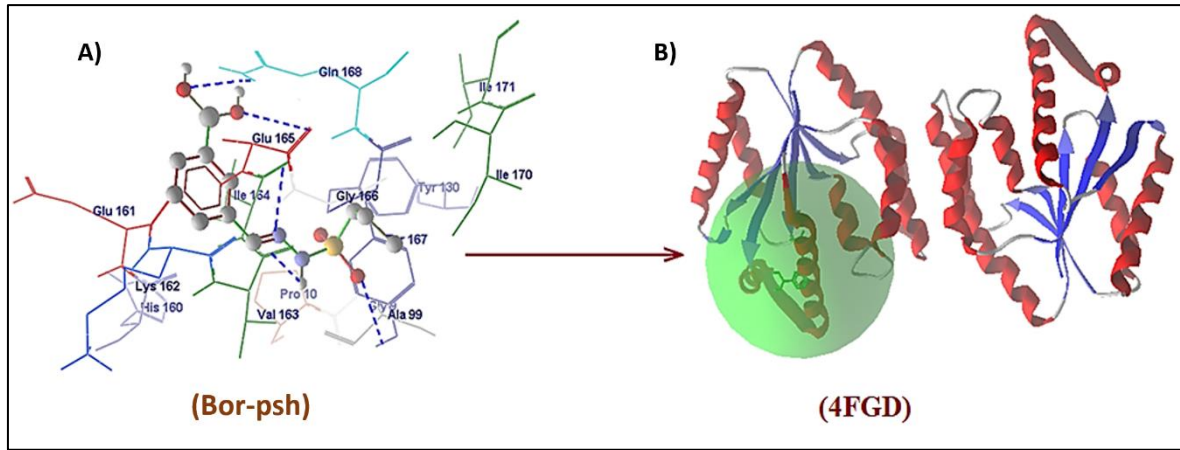 A)
B)
Gln 168
Ile 171
Glu 165
Ile 164
Gly 166
Tyr 130
Ile 170
Glu 161
167
Lys 162
His 160
Pro 10
Val 163
Ala 99
(Bor-psh)
(4FGD)